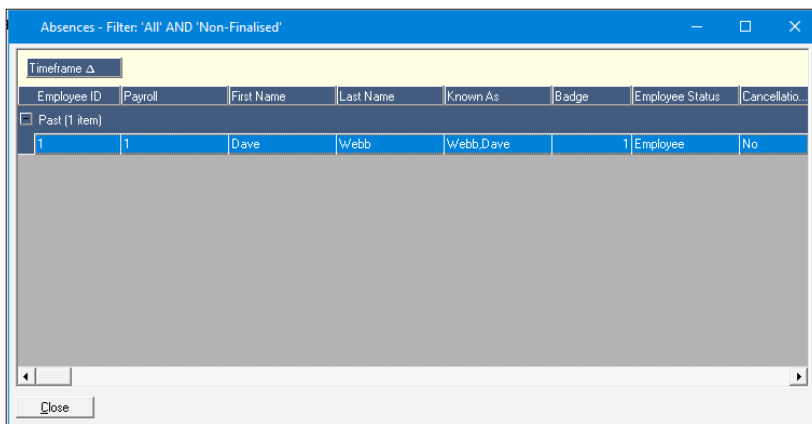 Absences - Filter: 'All' AND 'Non-Finalised'
Timeframe
Employee ID Payroll First Name Last Name Known As Badge Employee Status Cancellatio...
Past (1 item)
1 1 Dave Webb Webb,Dave 1 Employee No
Close